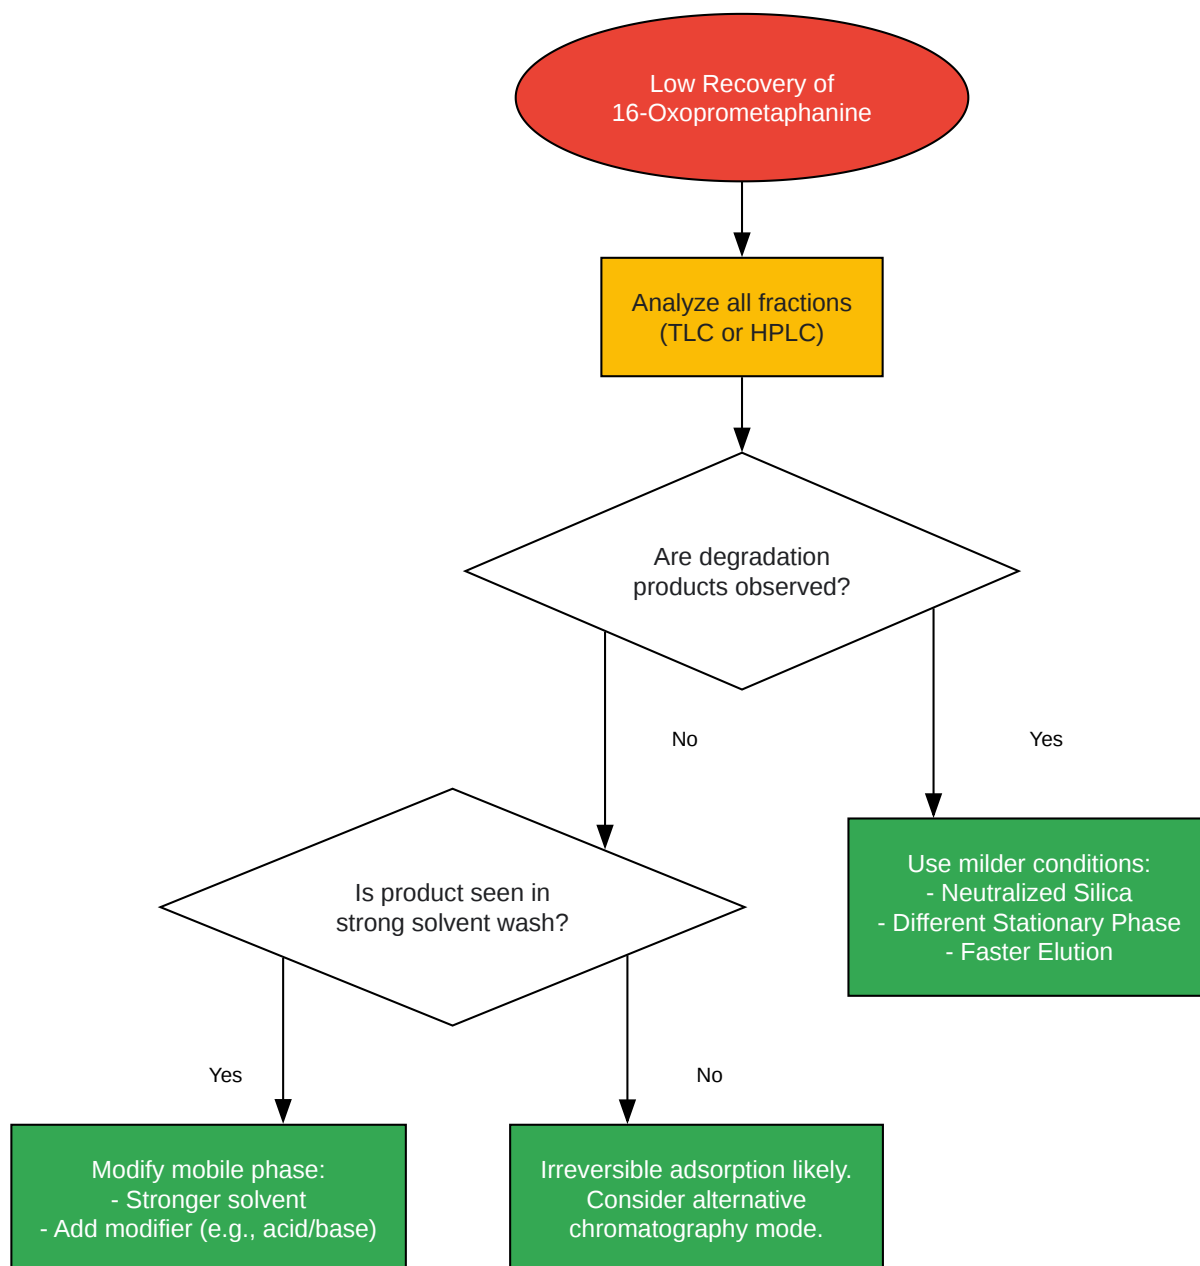 Low Recovery of
16-Oxoprometaphanine
Analyze all fractions
(TLC or HPLC)
Are degradation
products observed?
No
Yes
Is product seen in
strong solvent wash?
Use milder conditions:
- Neutralized Silica
- Different Stationary Phase
- Faster Elution
Yes
No
Modify mobile phase:
- Stronger solvent
- Add modifier (e.g., acid/base)
Irreversible adsorption likely.
Consider alternative
chromatography mode.